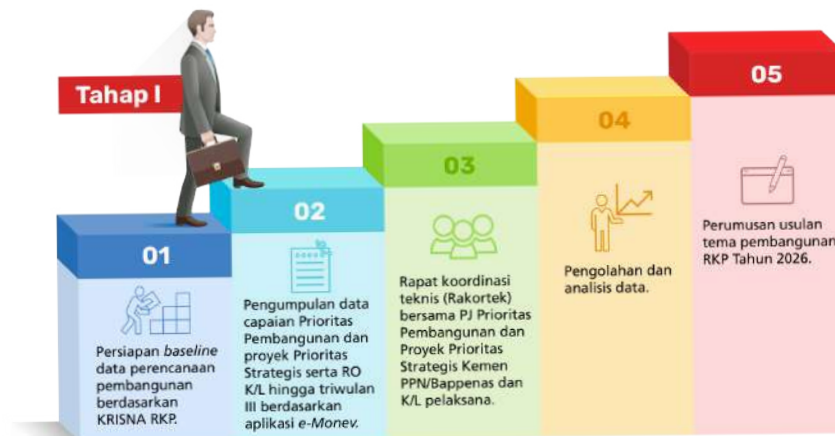 Tahap I
01
Persiapan baseline
data perencanaan
pembangunan
berdasarkan
KRISNA RKP.
02
Pengumpulan data
capaian Prioritas
Pembangunan dan
proyek Prioritas
Strategis serta RO
K/L hingga triwulan
III berdasarkan
aplikasi e-Monev.
03
Rapat koordinasi
teknis (Rakortek)
bersama PJ Prioritas
Pembangunan dan
Proyek Prioritas
Strategis Kemen
PPN/Bappenas dan
K/L pelaksana.
04
Pengolahan dan
analisis data.
05
Perumusan usulan
tema pembangunan
RKP Tahun 2026.